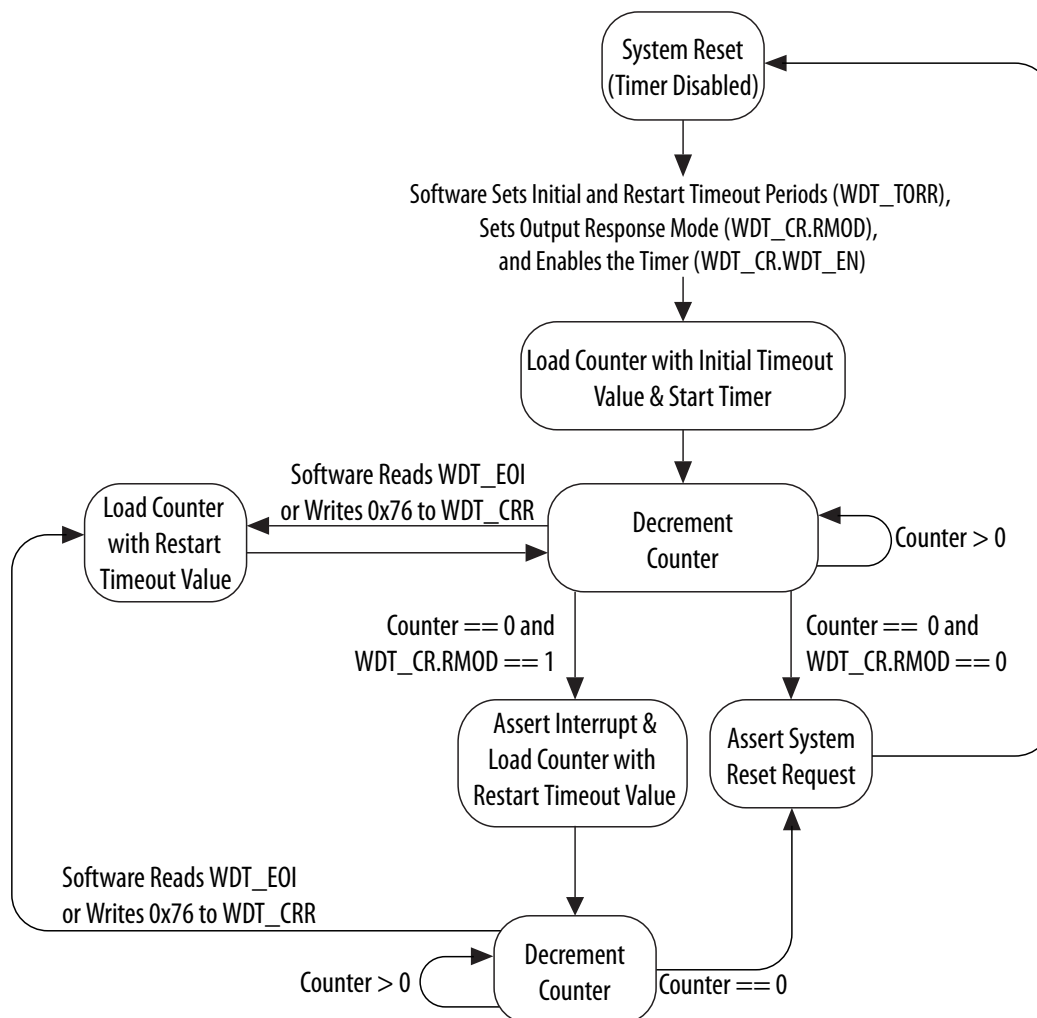 System Reset
(Timer Disabled)
Software Sets Initial and Restart Timeout Periods (WDT_TORR),
Sets Output Response Mode (WDT_CR.RMOD),
and Enables the Timer (WDT_CR.WDT_EN)
Load Counter with Initial Timeout
Value & Start Timer
Software Reads WDT_EOI
or Writes 0x76 to WDT_CRR
Load Counter
with Restart
Timeout Value
Decrement
Counter
Counter > 0
Counter == 0 and
WDT_CR.RMOD == 1
Counter == 0 and
WDT_CR.RMOD == 0
Assert Interrupt &
Load Counter with
Restart Timeout Value
Assert System
Reset Request
Software Reads WDT_EOI
or Writes 0x76 to WDT_CRR
Counter > 0
Decrement
Counter
Counter == 0